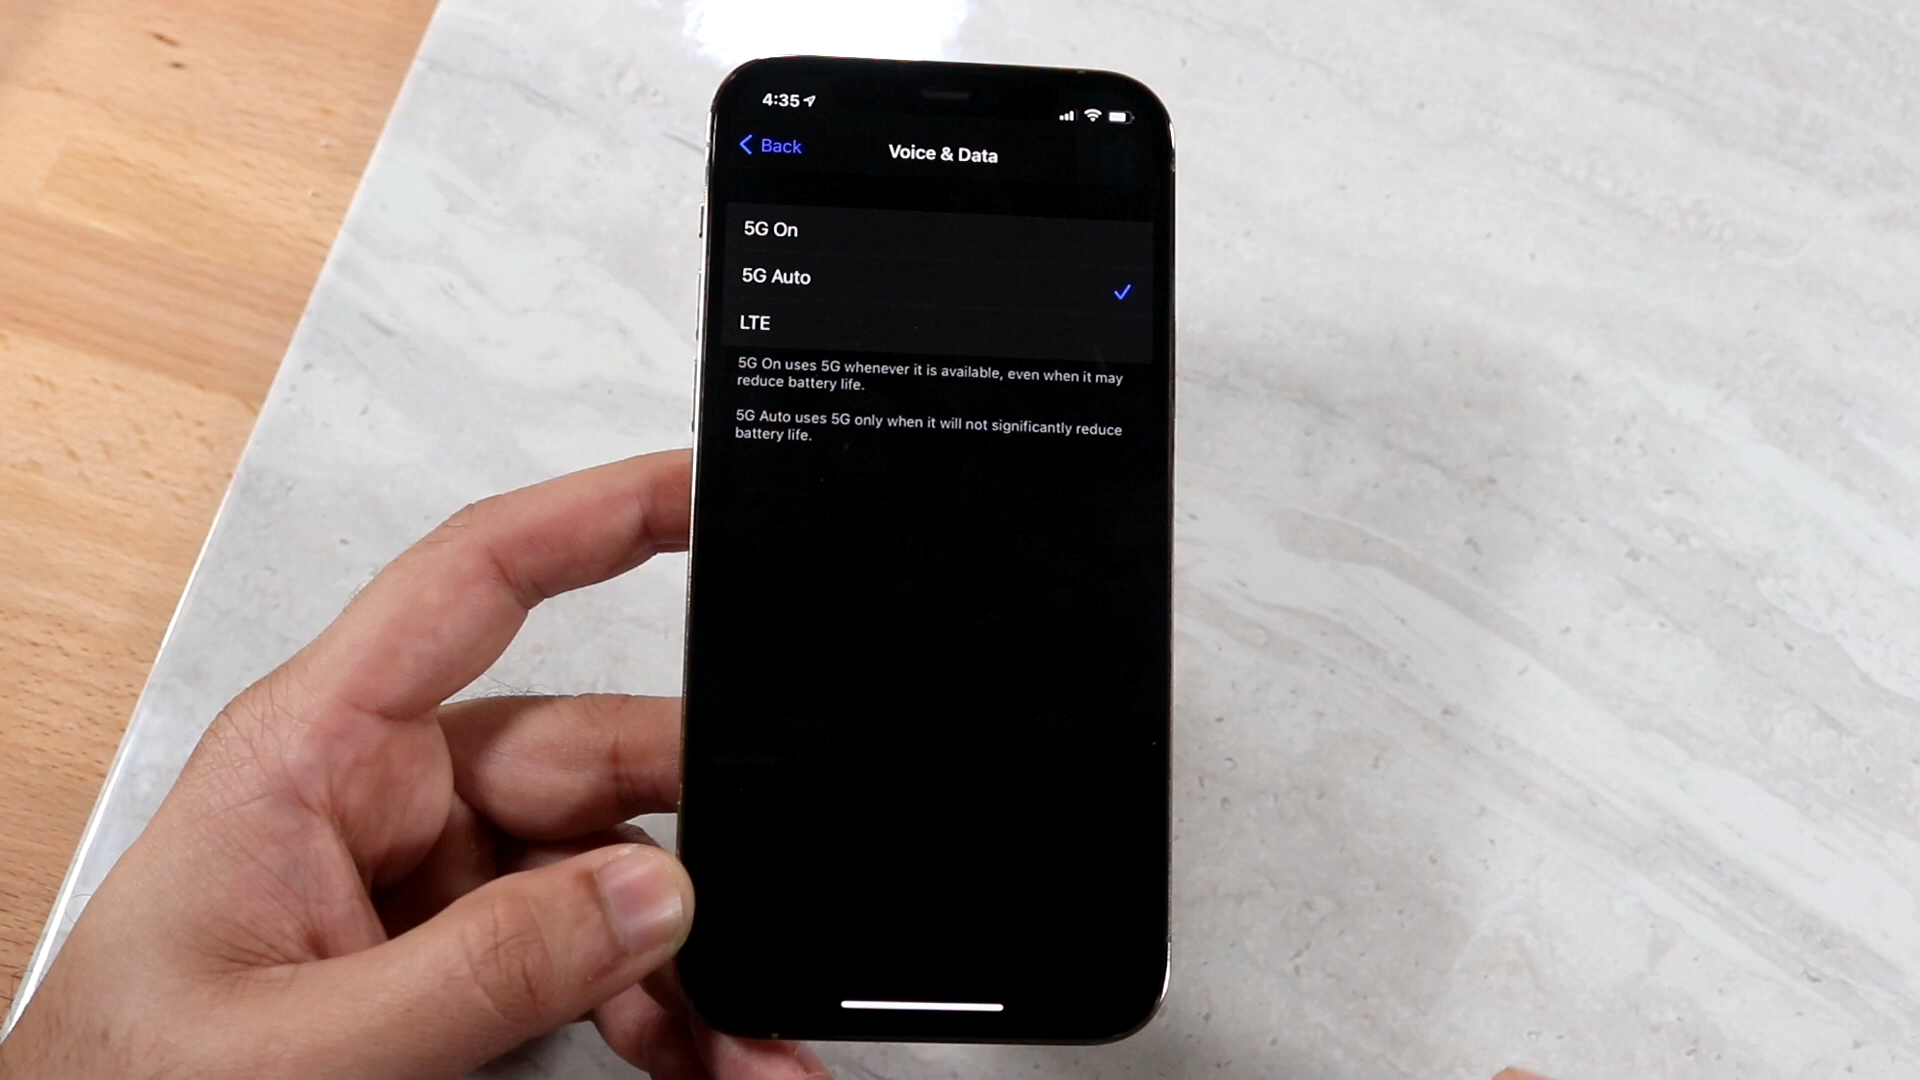 4:35
Back
Voice & Data
5G On
5G Auto
LTE
5G On uses 5G whenever it is available, even when it may
reduce battery life.
5G Auto uses 5G only when it will not significantly reduce
battery life.